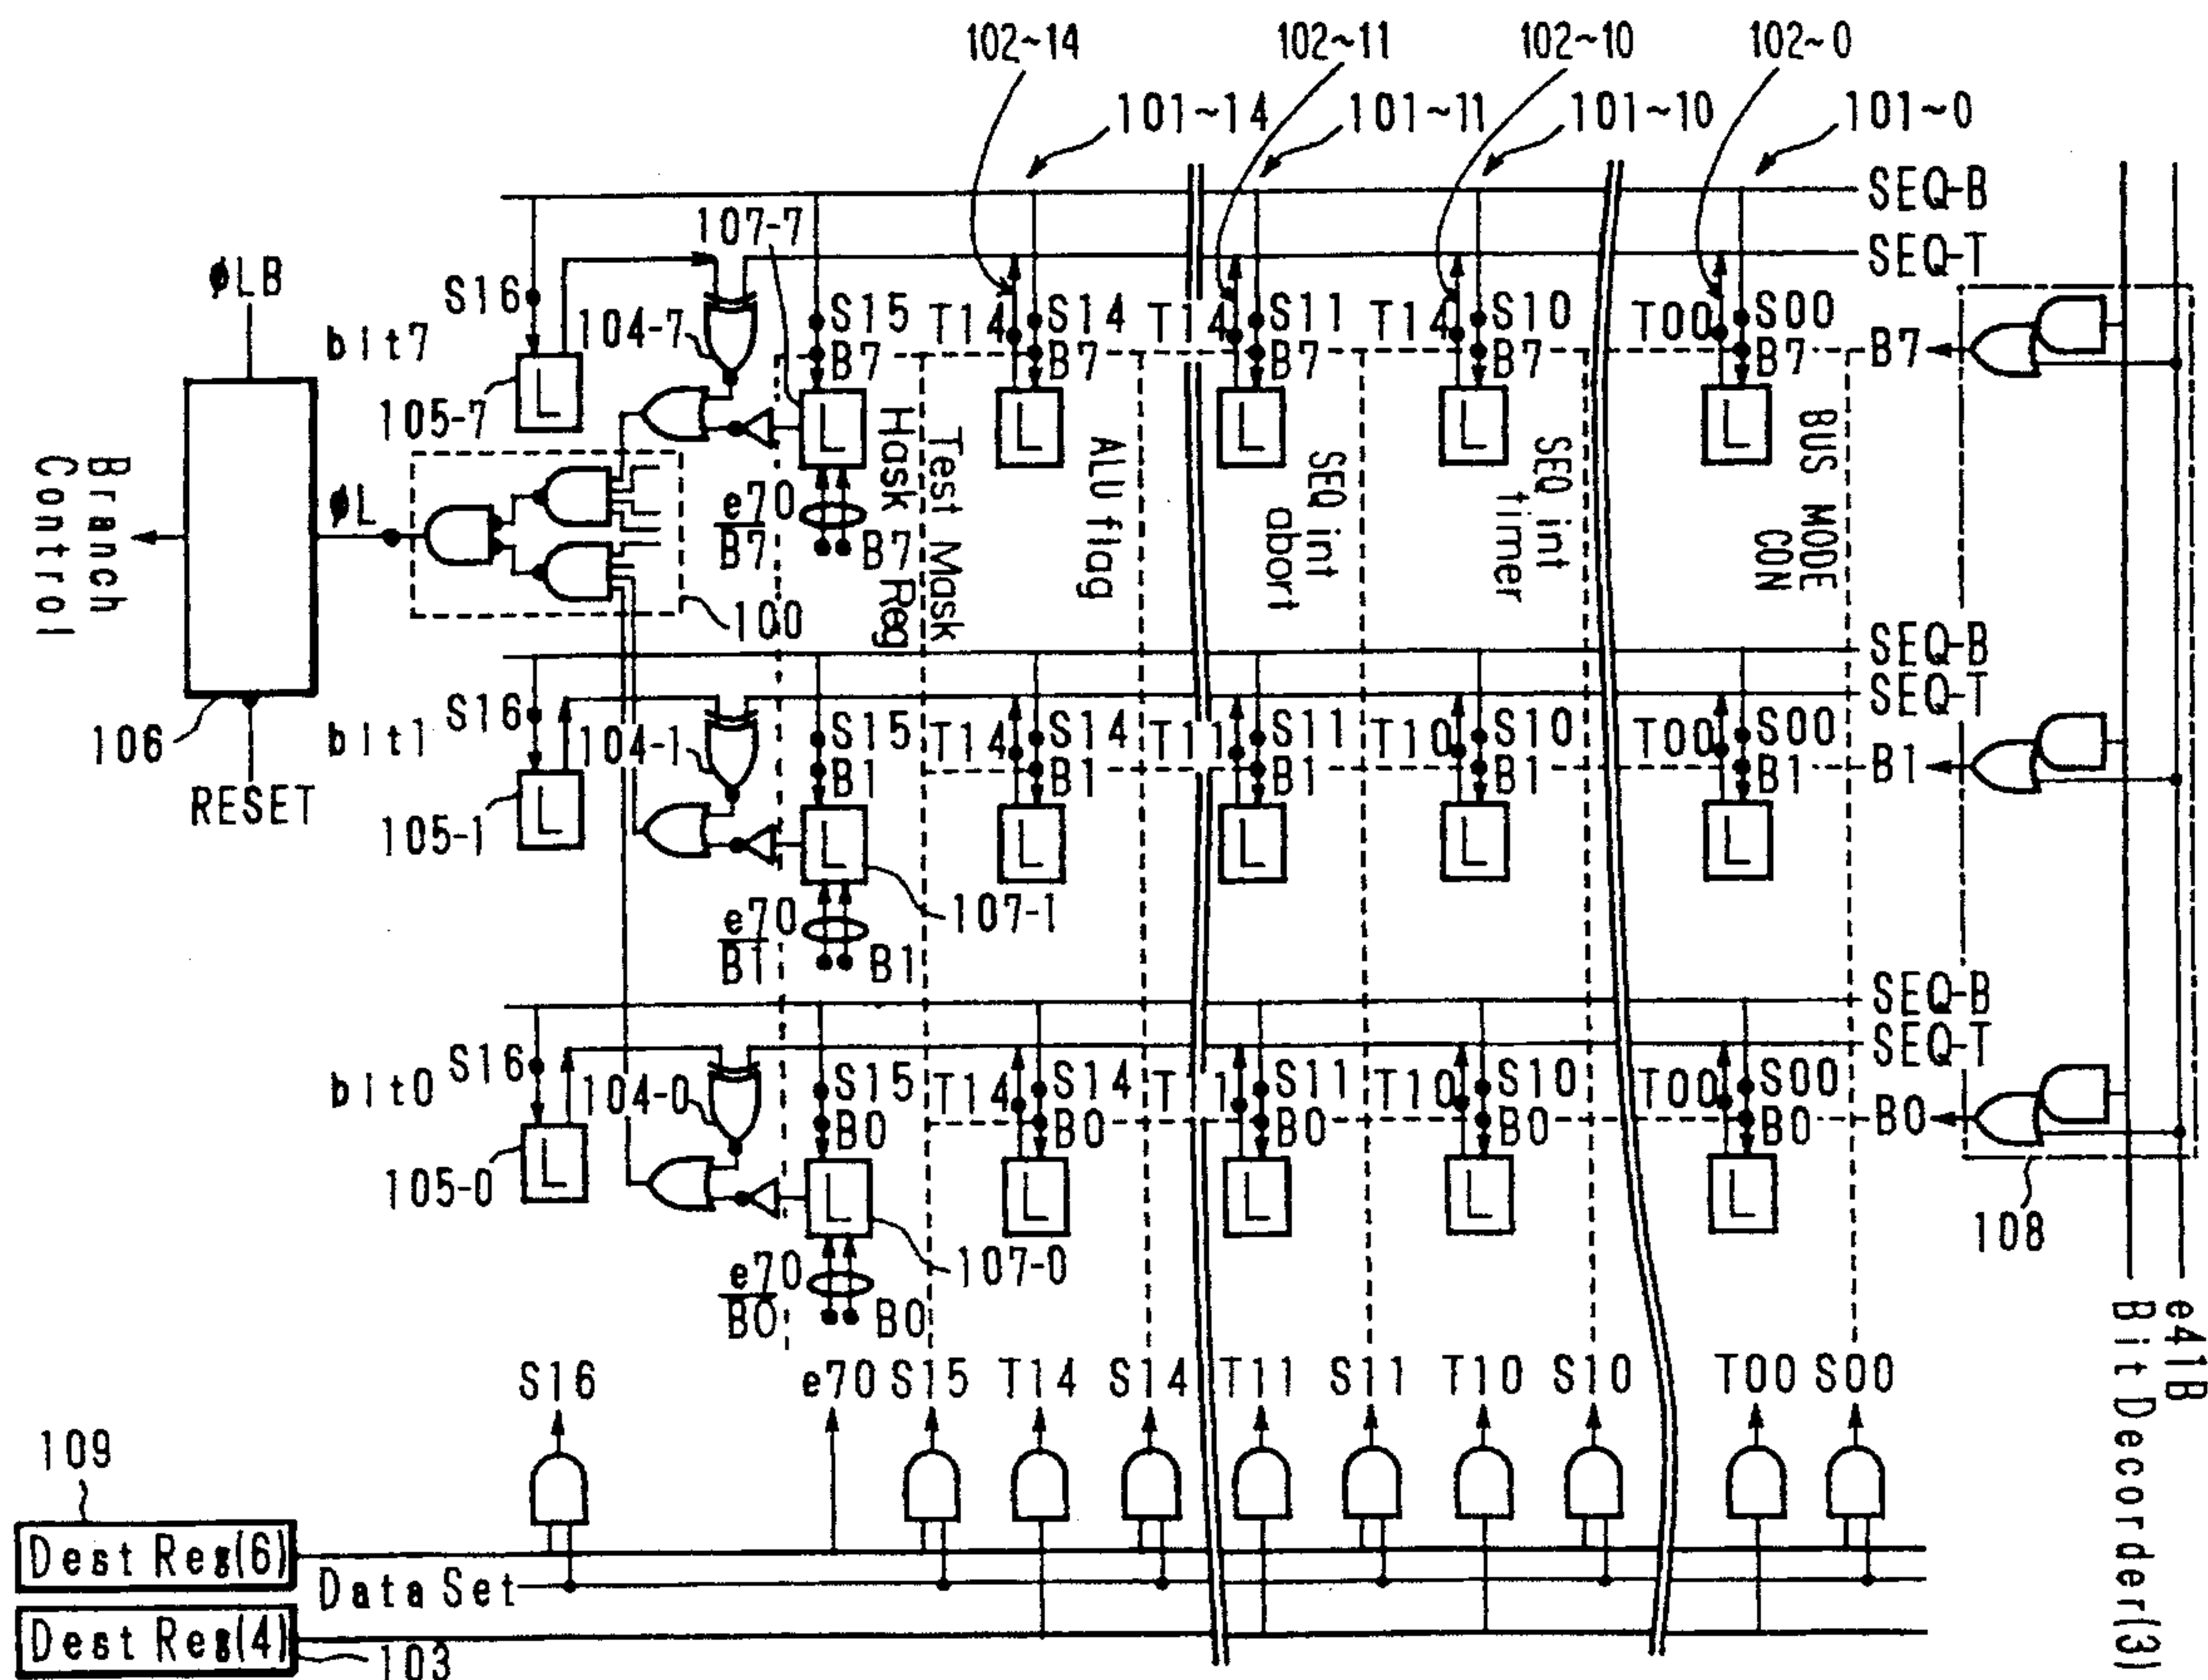 102~14 102~11 102~10 102~0
101~14 101~11 101~10 101~0
SEQ-B
107-7
SEQ-T
ØLB
S16
bit7
104-7
S15 T14 S14 T14 S11 T14 S10 T00 S00
B7 B7 B7 B7 B7 B7
105-7
L L L L L L
Mask Reg
Test Mask
ALU flag
SEQ int abort
SEQ int timer
BUS MODE CON
Branch Control
ØL
e70
B7 B7
100
SEQ-B
SEQ-T
106
S16
bit1
104-1
S15 T14 S14 T11 S11 T10 S10 T00 S00
B1 B1 B1 B1 B1 B1
RESET
105-1
L L L L L L
107-1
e70
B1 B1
SEQ-B
SEQ-T
S16
bit0
104-0
S15 T14 S14 T11 S11 T10 S10 T00 S00
B0 B0 B0 B0 B0 B0
105-0
L L L L L L
108
107-0
e70
B0 B0
e41B
Bit Decorder(3)
S16 e70 S15 T14 S14 T11 S11 T10 S10 T00 S00
109
Dest Reg(6)
Data Set
Dest Reg(4)
103